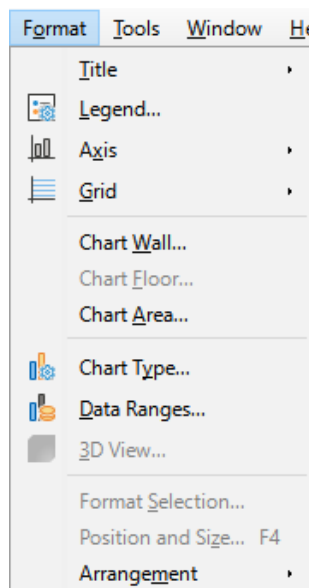 Format Tools Window He
Title
Legend...
Axis
Grid
Chart Wall...
Chart Floor...
Chart Area...
Chart Type...
Data Ranges...
3D View...
Format Selection...
Position and Size... F4
Arrangement